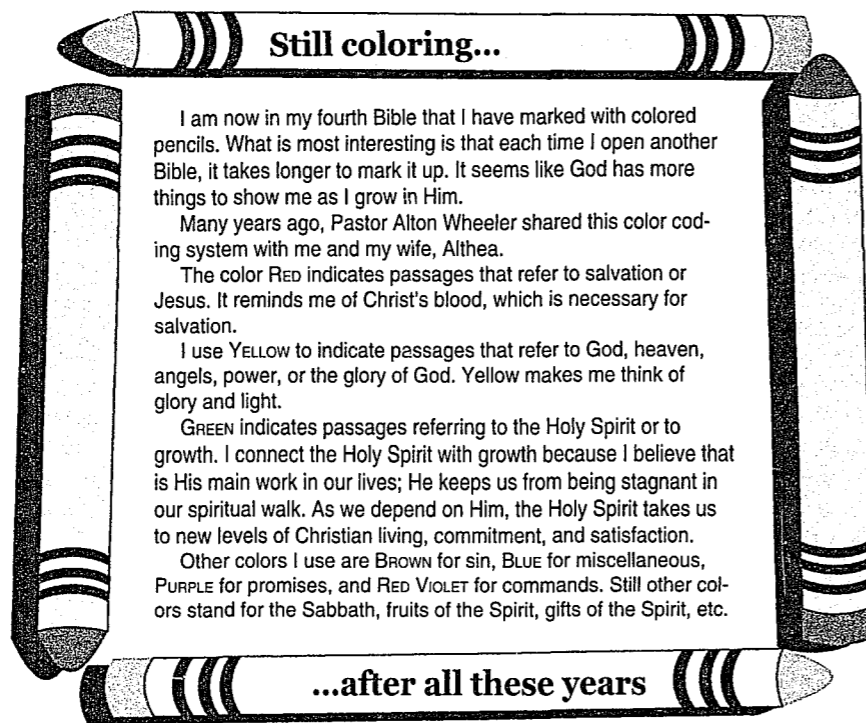 Still coloring...
I am now in my fourth Bible that I have marked with colored
pencils. What is most interesting is that each time I open another
Bible, it takes longer to mark it up. It seems like God has more
things to show me as I grow in Him.
Many years ago, Pastor Alton Wheeler shared this color cod-
ing system with me and my wife, Althea.
The color RED indicates passages that refer to salvation or
Jesus. It reminds me of Christ's blood, which is necessary for
salvation.
I use YELLOW to indicate passages that refer to God, heaven,
angels, power, or the glory of God. Yellow makes me think of
glory and light.
GREEN indicates passages referring to the Holy Spirit or to
growth. I connect the Holy Spirit with growth because I believe that
is His main work in our lives; He keeps us from being stagnant in
our spiritual walk. As we depend on Him, the Holy Spirit takes us
to new levels of Christian living, commitment, and satisfaction.
Other colors I use are BROWN for sin, BLUE for miscellaneous,
PURPLE for promises, and RED VIOLET for commands. Still other col-
ors stand for the Sabbath, fruits of the Spirit, gifts of the Spirit, etc.
...after all these years